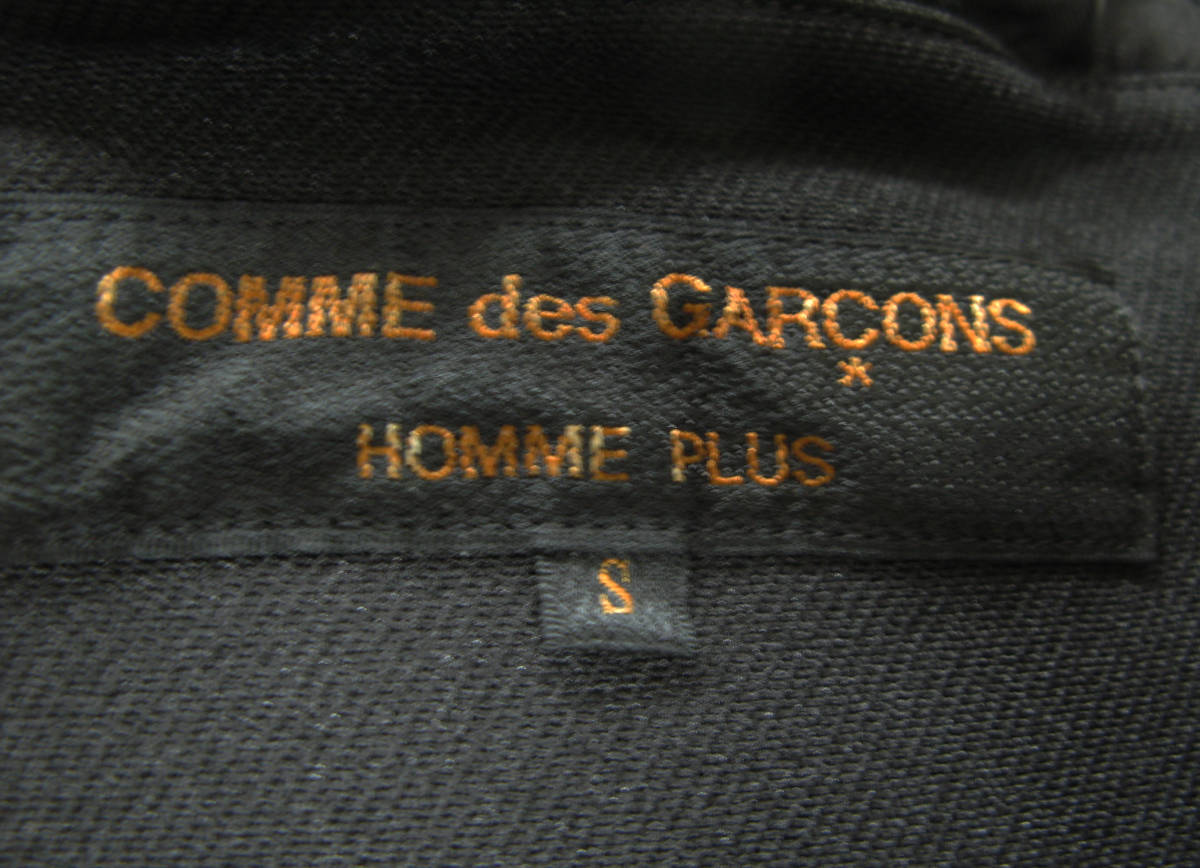 COMME des GARCONS
*
HOMME PLUS
S